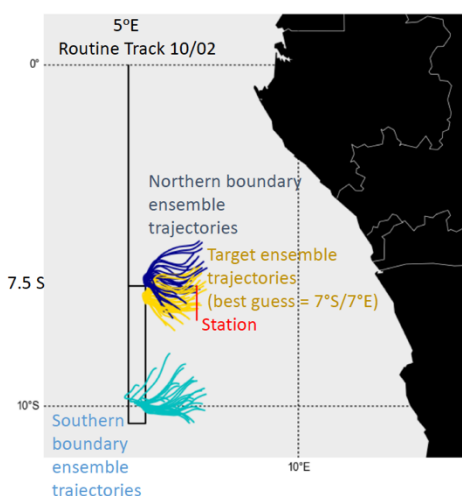 5°E
Routine Track 10/02
0°
Northern boundary
ensemble
trajectories
Target ensemble
trajectories
(best guess = 7°S/7°E)
7.5 S
Station
10°S
Southern
boundary
ensemble
trajectories
10°E